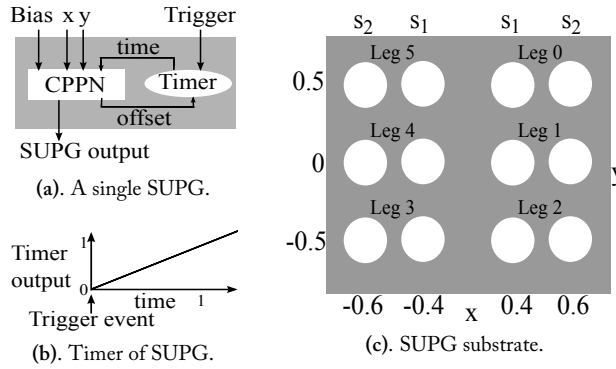 Bias x y Trigger
time
CPPN Timer
offset
SUPG output
(a). A single SUPG.
Timer output
1
0
time 1
Trigger event
(b). Timer of SUPG.
s2 s1 s1 s2
Leg 5 Leg 0
0.5
Leg 4 Leg 1
0 y
Leg 3 Leg 2
-0.5
-0.6 -0.4 x 0.4 0.6
(c). SUPG substrate.